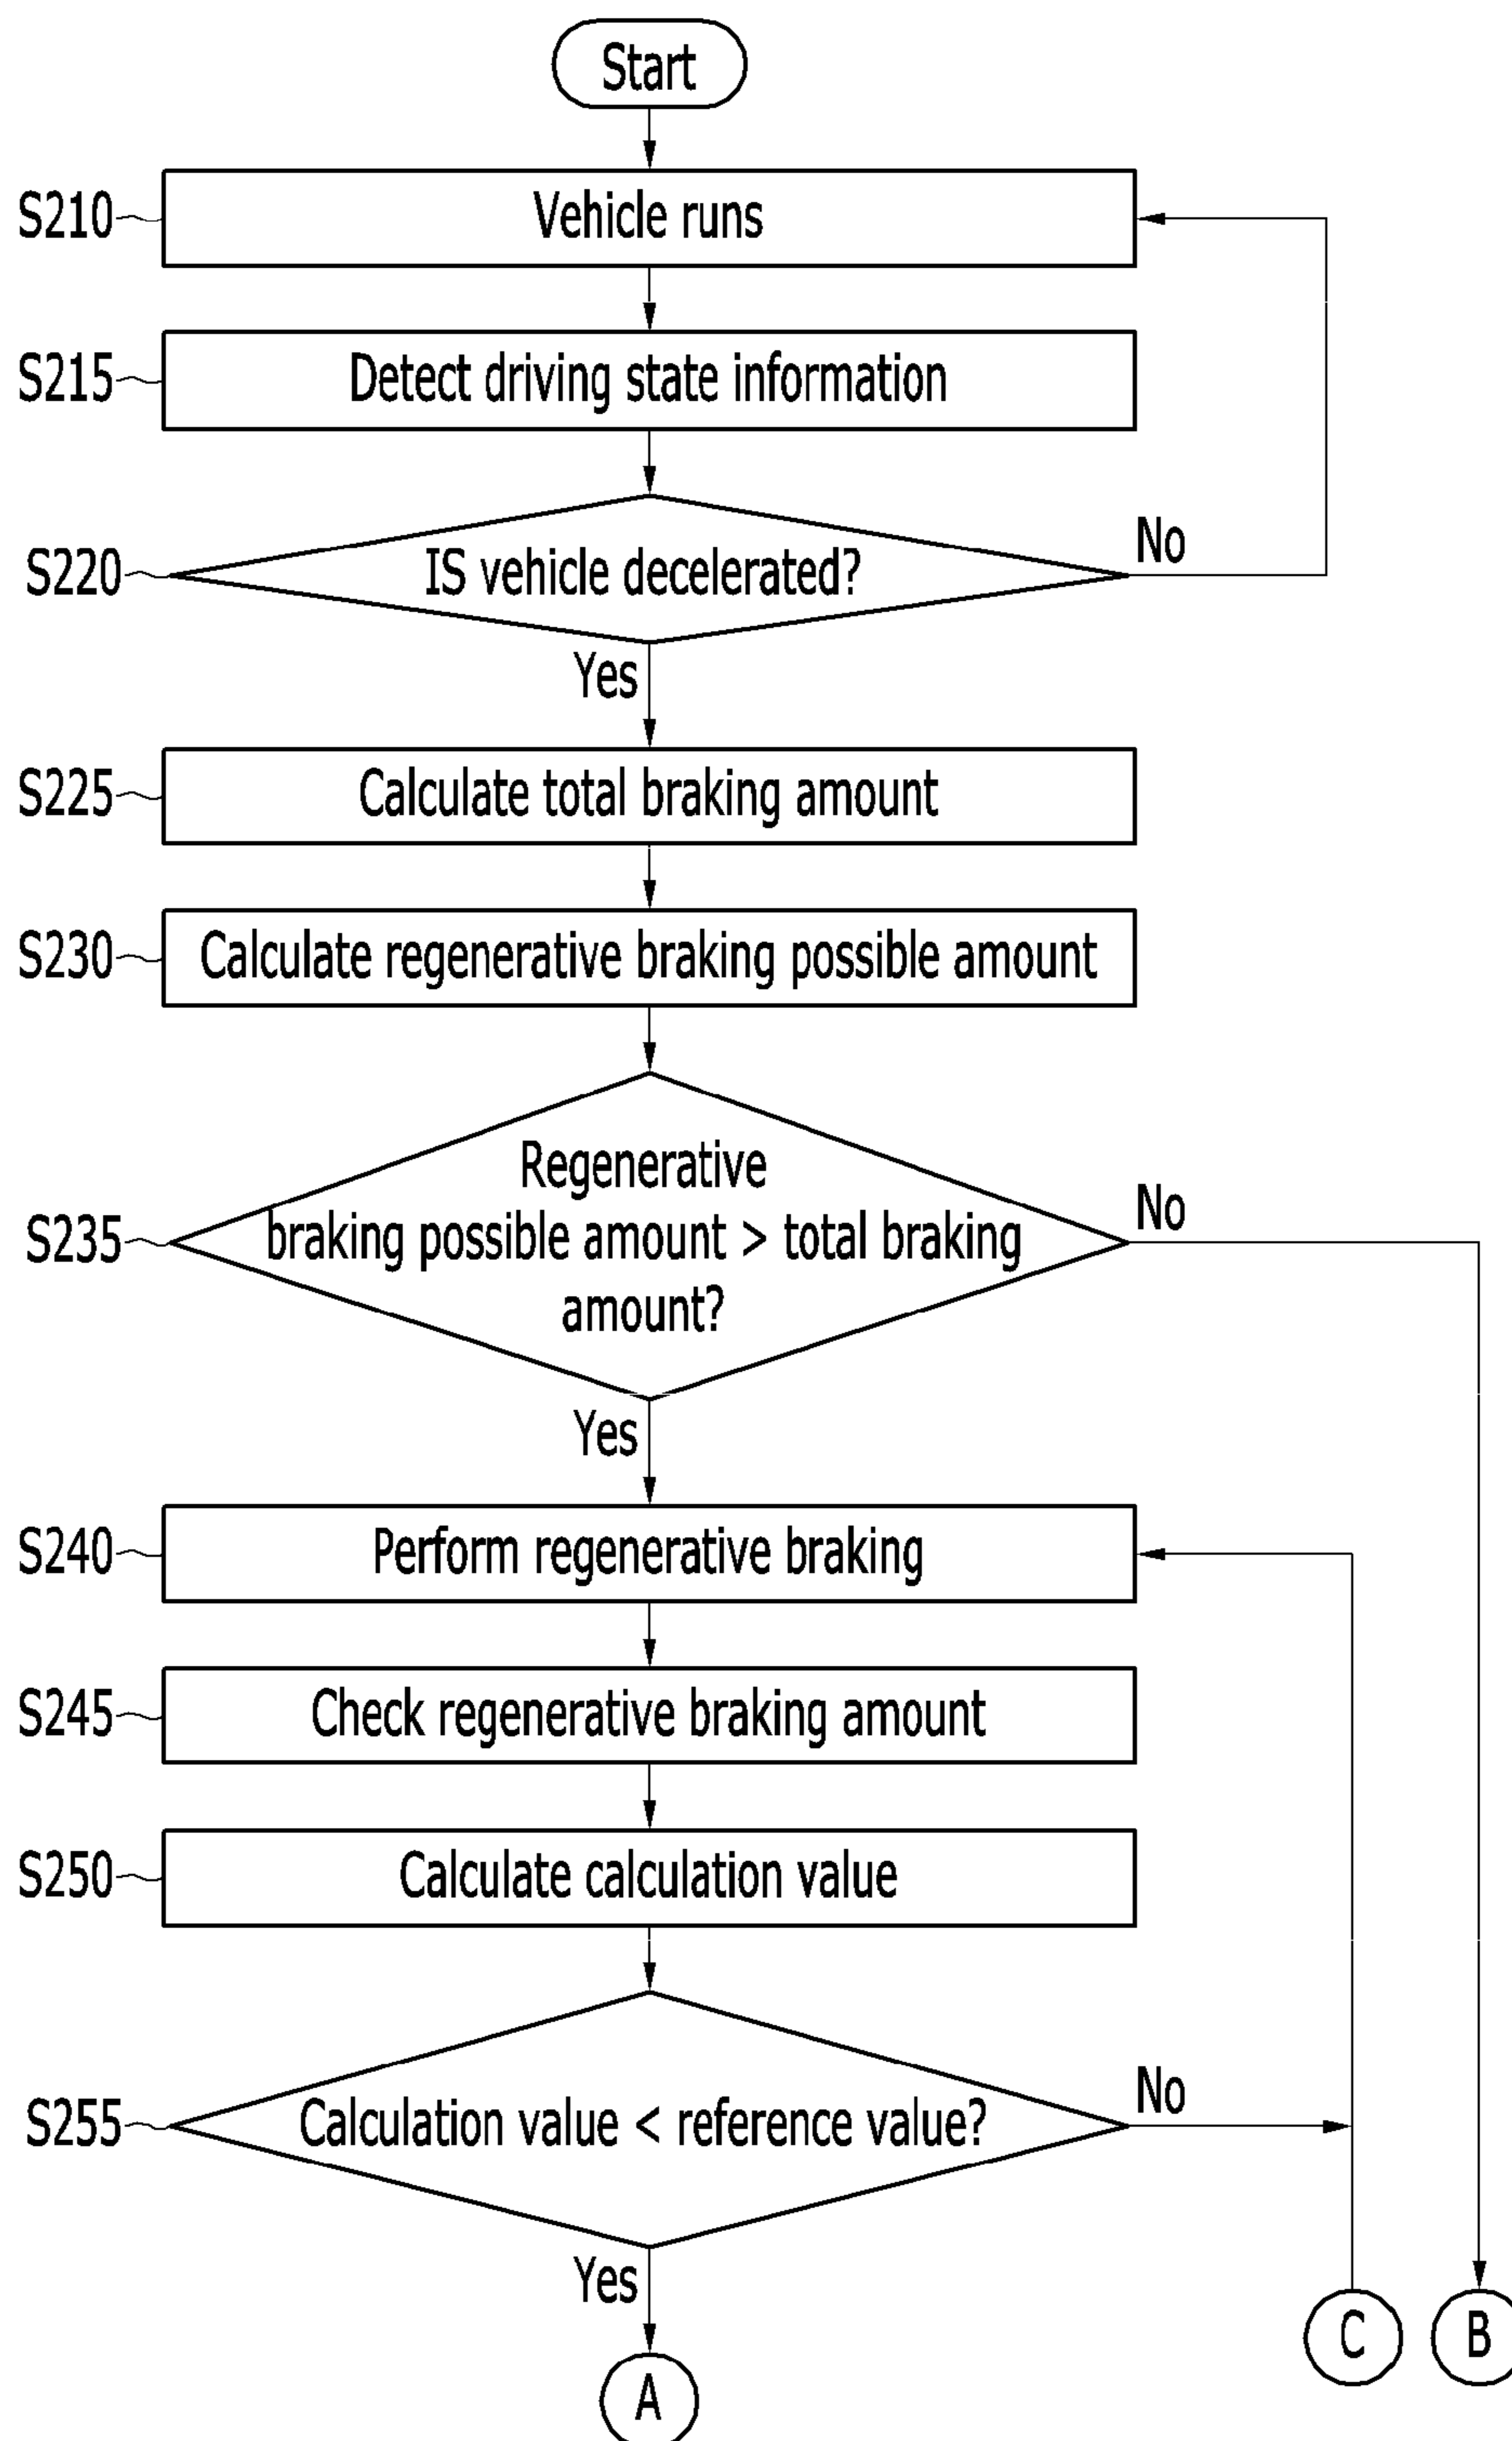 Start
S210
Vehicle runs
S215
Detect driving state information
S220
IS vehicle decelerated?
No
Yes
S225
Calculate total braking amount
S230
Calculate regenerative braking possible amount
S235
Regenerative
braking possible amount > total braking
amount?
No
Yes
S240
Perform regenerative braking
S245
Check regenerative braking amount
S250
Calculate calculation value
S255
Calculation value < reference value?
No
Yes
C
B
A